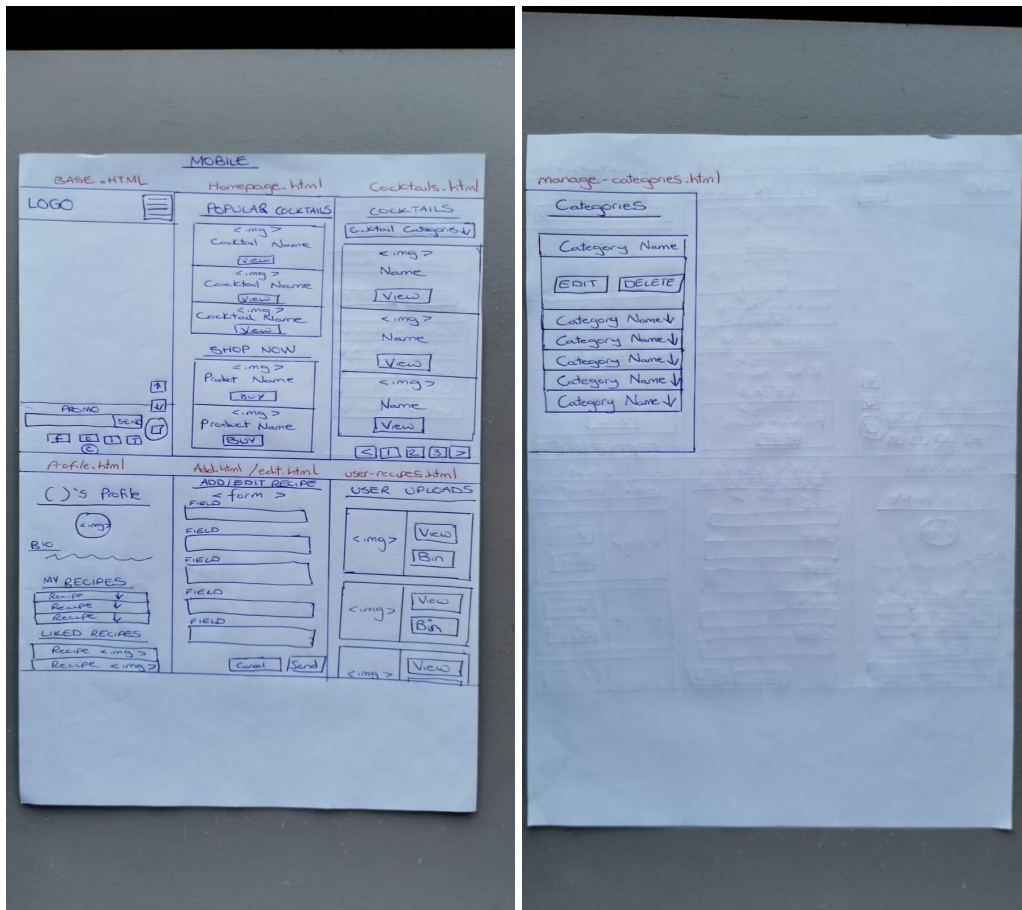 MOBILE
BASE.HTML
LOGO
PROMO
SEND
F E I T
C
Homepage.html
POPULAR COCKTAILS
<img>
Cocktail Name
View
<img>
Cocktail Name
View
<img>
Cocktail Name
View
SHOP NOW
<img>
Prodct Name
BUY
<img>
Product Name
BUY
Cocktails.html
COCKTAILS
Cocktail Categories↓
<img>
Name
View
<img>
Name
View
<img>
Name
View
< 1 2 3 >
Profile.html
( )'s Profile
<img>
BIO
MY RECIPES
Recipe ↓
Recipe ↓
Recipe ↓
LIKED RECIPES
Recipe <img>
Recipe <img>
Add.html/edit.html
ADD/EDIT RECIPE
<form>
FIELD
FIELD
FIELD
FIELD
FIELD
Cancel Send
user-recipes.html
USER UPLOADS
<img> View
Bin
<img> View
Bin
<img> View
manage-categories.html
Categories
Category Name
EDIT DELETE
Category Name↓
Category Name↓
Category Name↓
Category Name↓
Category Name↓